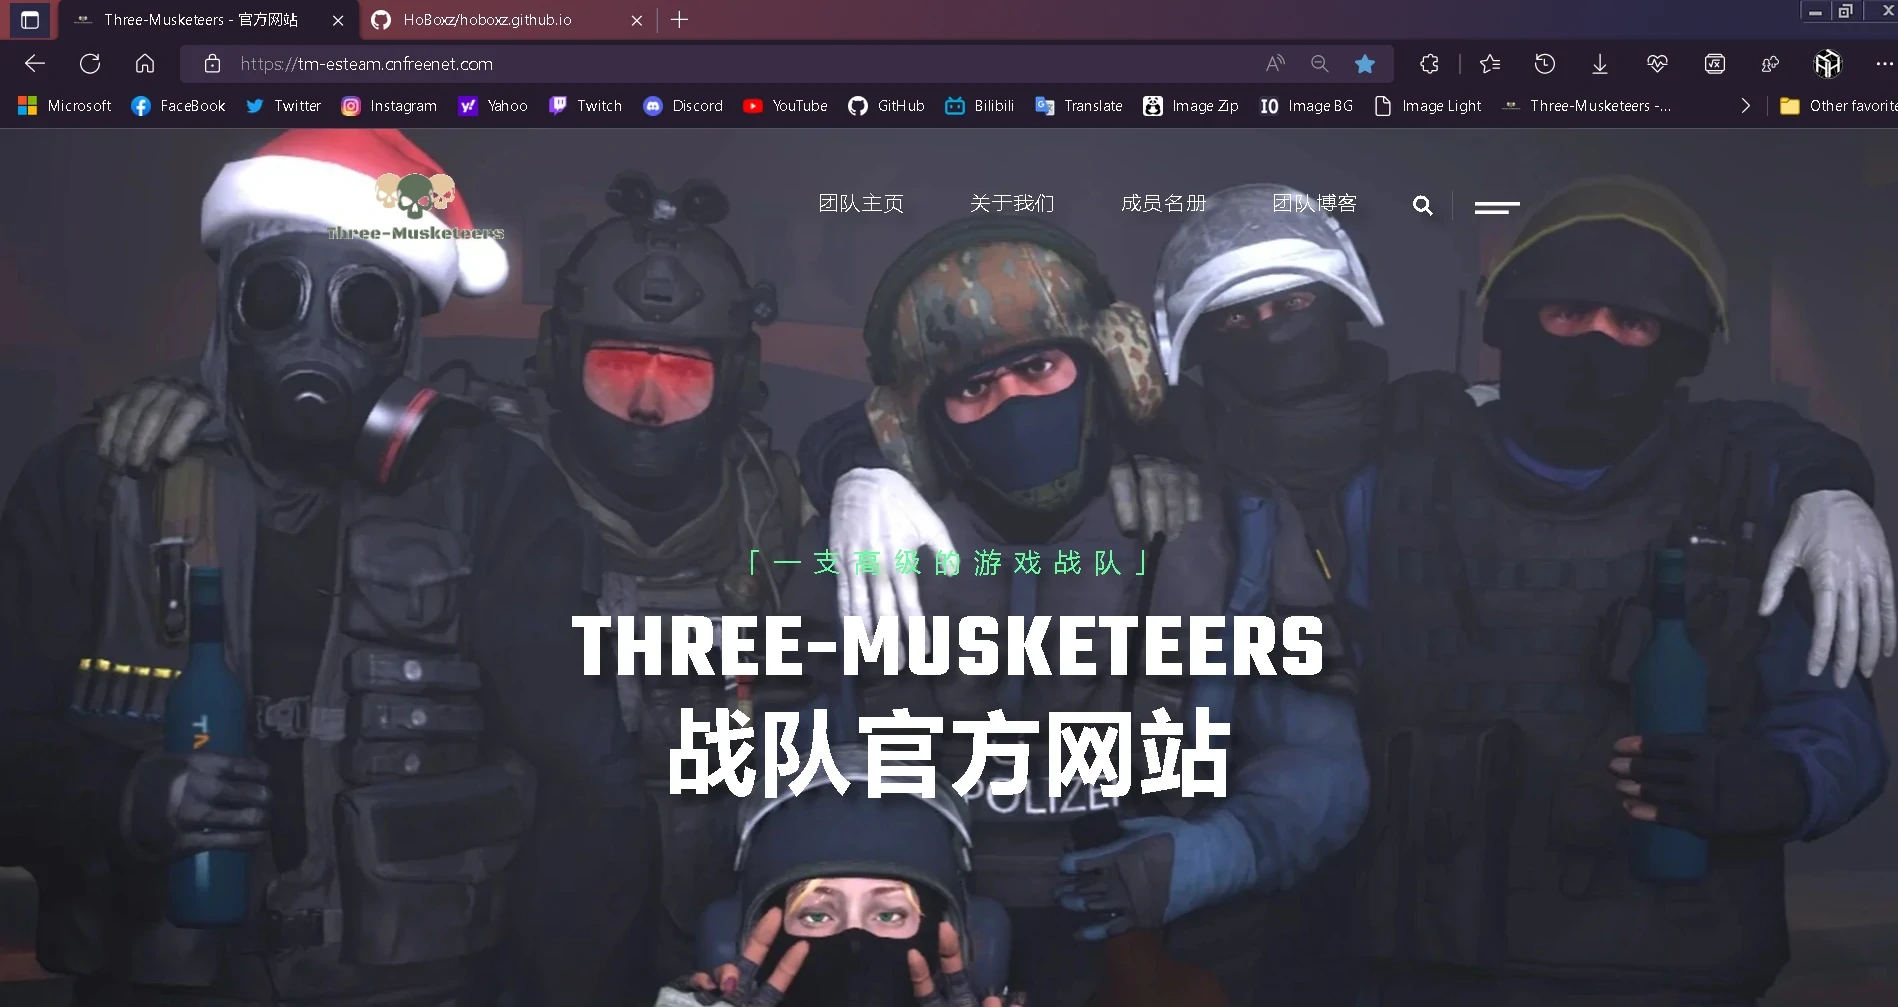 Three-Musketeers - 官方网站
HoBoxz/hoboxz.github.io
https://tm-esteam.cnfreenet.com
Microsoft
FaceBook
Twitter
Instagram
Yahoo
Twitch
Discord
YouTube
GitHub
Bilibili
Translate
Image Zip
IO Image BG
Image Light
Three-Musketeers -...
Other favorite
Three-Musketeers
团队主页
关于我们
成员名册
团队博客
「一支高级的游戏战队」
THREE-MUSKETEERS
战队官方网站
POLIZEI